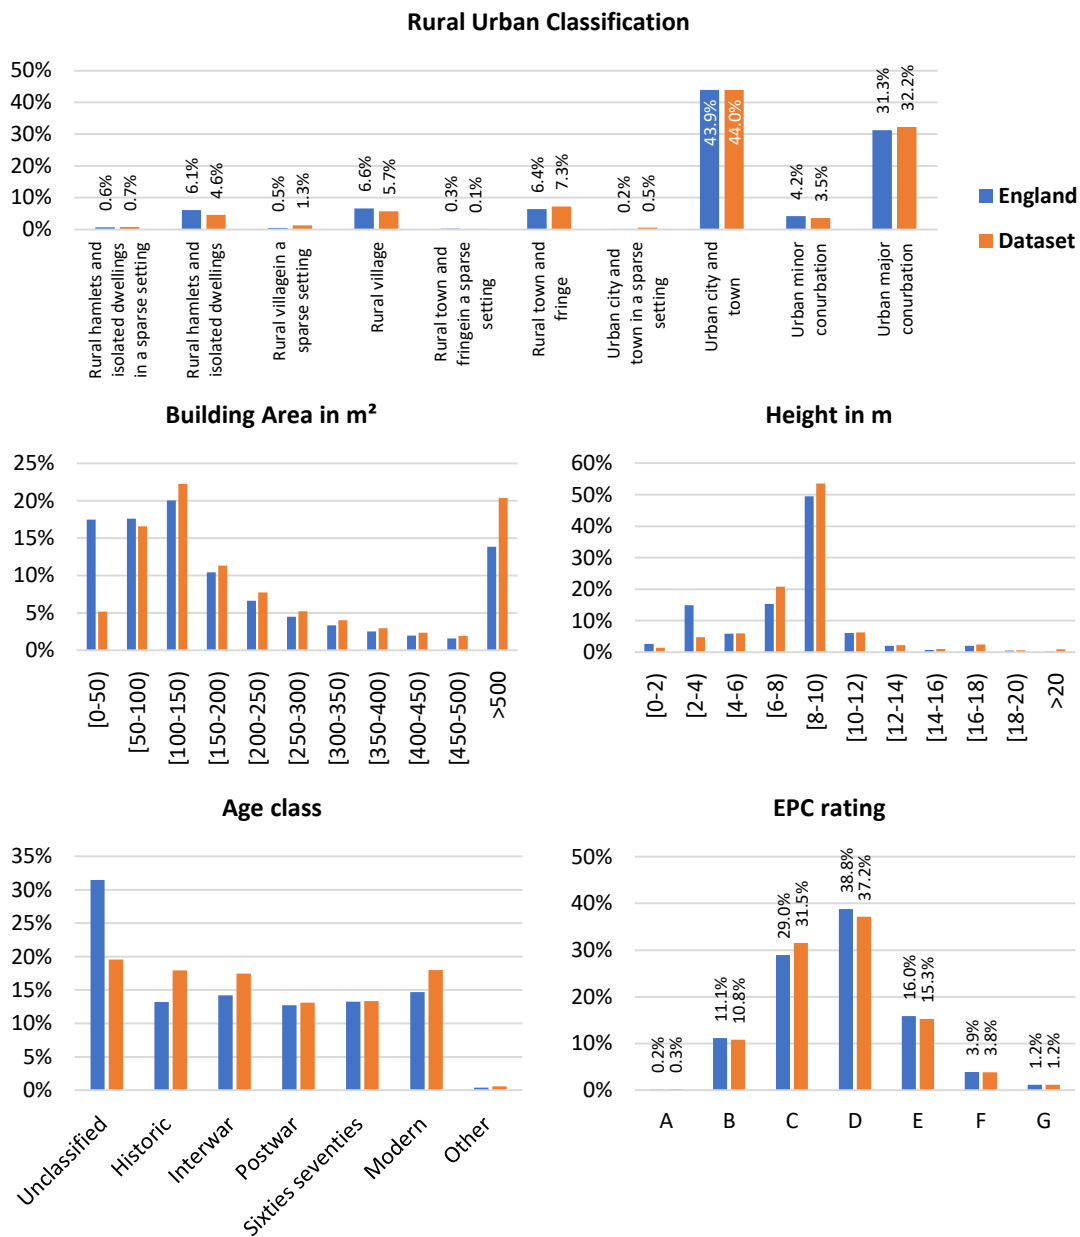 Rural Urban Classification
50%
40%
30%
20%
10%
0%
0.6%
0.7%
6.1%
4.6%
0.5%
1.3%
6.6%
5.7%
0.3%
0.1%
6.4%
7.3%
0.2%
0.5%
43.9%
44.0%
4.2%
3.5%
31.3%
32.2%
England
Dataset
Rural hamlets and
isolated dwellings
in a sparse setting
Rural hamlets and
isolated dwellings
Rural villagein a
sparse setting
Rural village
Rural town and
fringein a sparse
setting
Rural town and
fringe
Urban city and
town in a sparse
setting
Urban city and
town
Urban minor
conurbation
Urban major
conurbation
Building Area in m²
25%
20%
15%
10%
5%
0%
[0-50)
[50-100)
[100-150)
[150-200)
[200-250)
[250-300)
[300-350)
[350-400)
[400-450)
[450-500)
>500
Height in m
60%
50%
40%
30%
20%
10%
0%
[0-2)
[2-4)
[4-6)
[6-8)
[8-10)
[10-12)
[12-14)
[14-16)
[16-18)
[18-20)
>20
Age class
35%
30%
25%
20%
15%
10%
5%
0%
Unclassified
Historic
Interwar
Postwar
Sixties seventies
Modern
Other
EPC rating
50%
40%
30%
20%
10%
0%
0.2%
0.3%
11.1%
10.8%
29.0%
31.5%
38.8%
37.2%
16.0%
15.3%
3.9%
3.8%
1.2%
1.2%
A
B
C
D
E
F
G